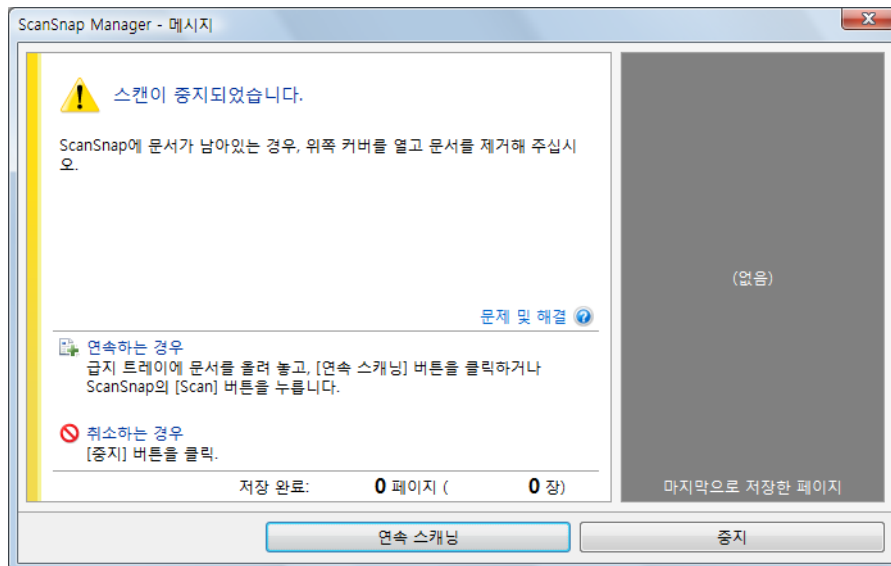 ScanSnap Manager - 메시지
스캔이 중지되었습니다.
ScanSnap에 문서가 남아있는 경우, 위쪽 커버를 열고 문서를 제거해 주십시
오.
(없음)
문제 및 해결
연속하는 경우
급지 트레이에 문서를 올려 놓고, [연속 스캐닝] 버튼을 클릭하거나
ScanSnap의 [Scan] 버튼을 누릅니다.
취소하는 경우
[중지] 버튼을 클릭.
저장 완료: 0 페이지 ( 0 장)
마지막으로 저장한 페이지
연속 스캐닝
중지